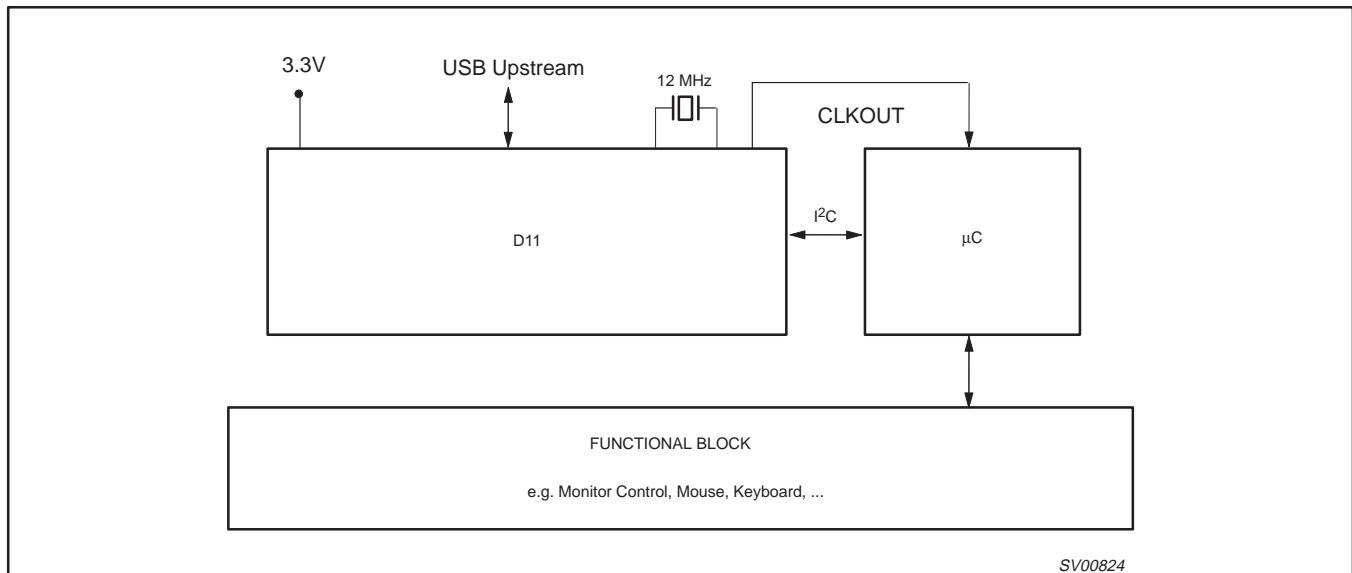 3.3V
USB Upstream
12 MHz
CLKOUT
D11
I²C
μC
FUNCTIONAL BLOCK
e.g. Monitor Control, Mouse, Keyboard, ...
SV00824